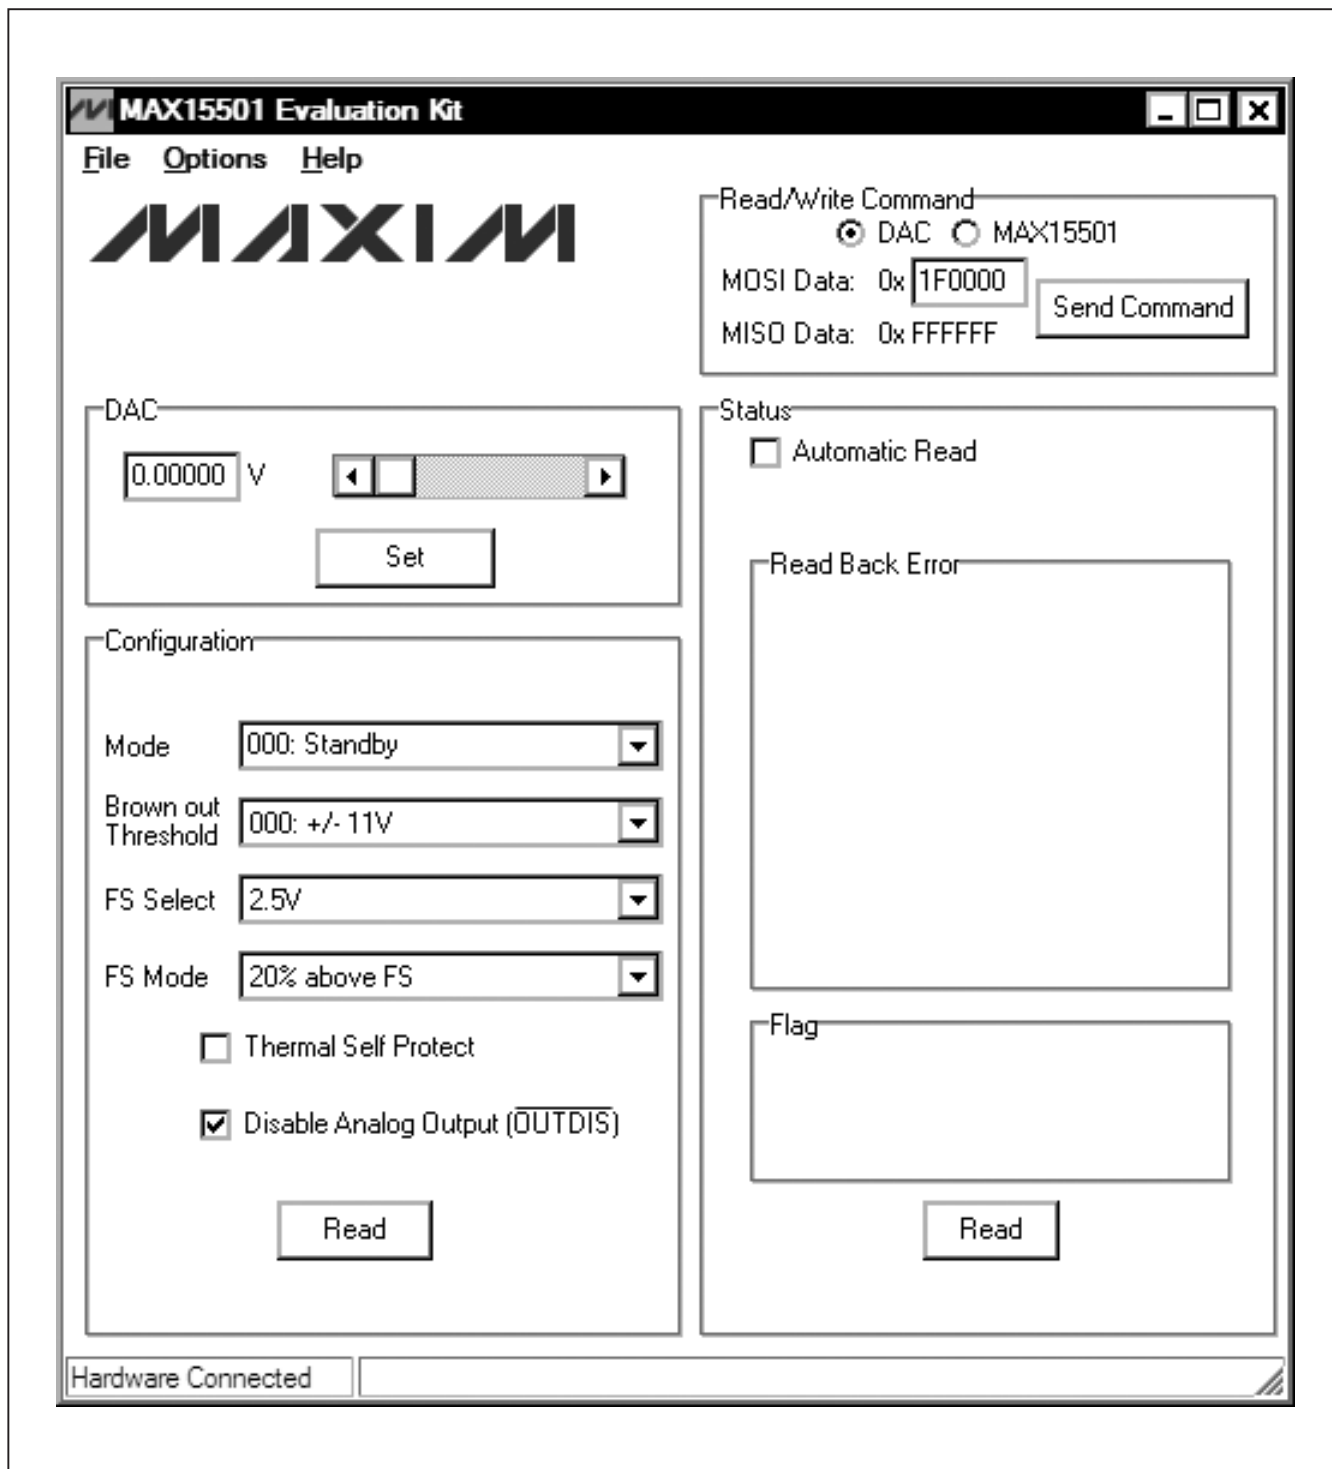 MAX15501 Evaluation Kit
File Options Help
MAXIM
Read/Write Command
DAC MAX15501
MOSI Data: 0x 1F0000
Send Command
MISO Data: 0x FFFFFF
DAC
0.00000 V
Set
Configuration
Mode 000: Standby
Brown out
Threshold 000: +/- 11V
FS Select 2.5V
FS Mode 20% above FS
Thermal Self Protect
Disable Analog Output (O̅U̅T̅D̅I̅S̅)
Read
Status
Automatic Read
Read Back Error
Flag
Read
Hardware Connected